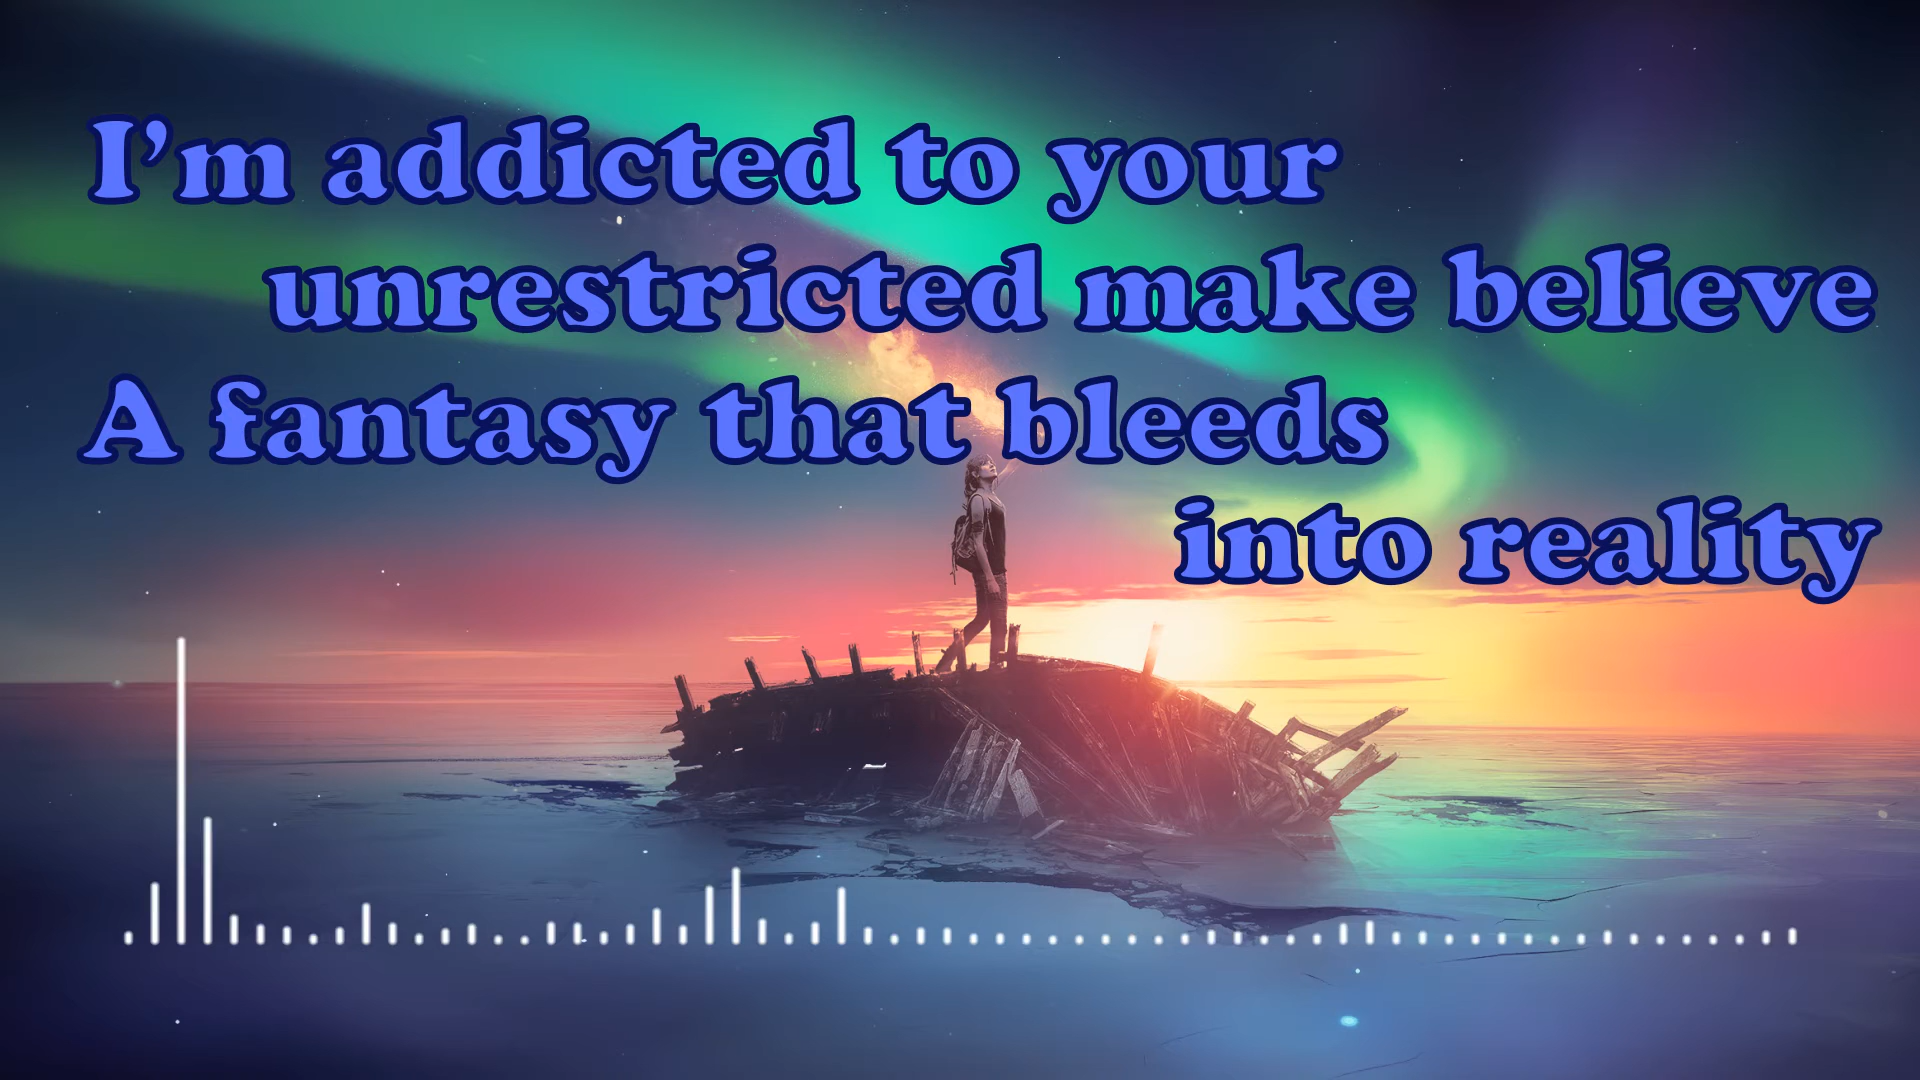 I’m addicted to your
unrestricted make believe
A fantasy that bleeds
into reality